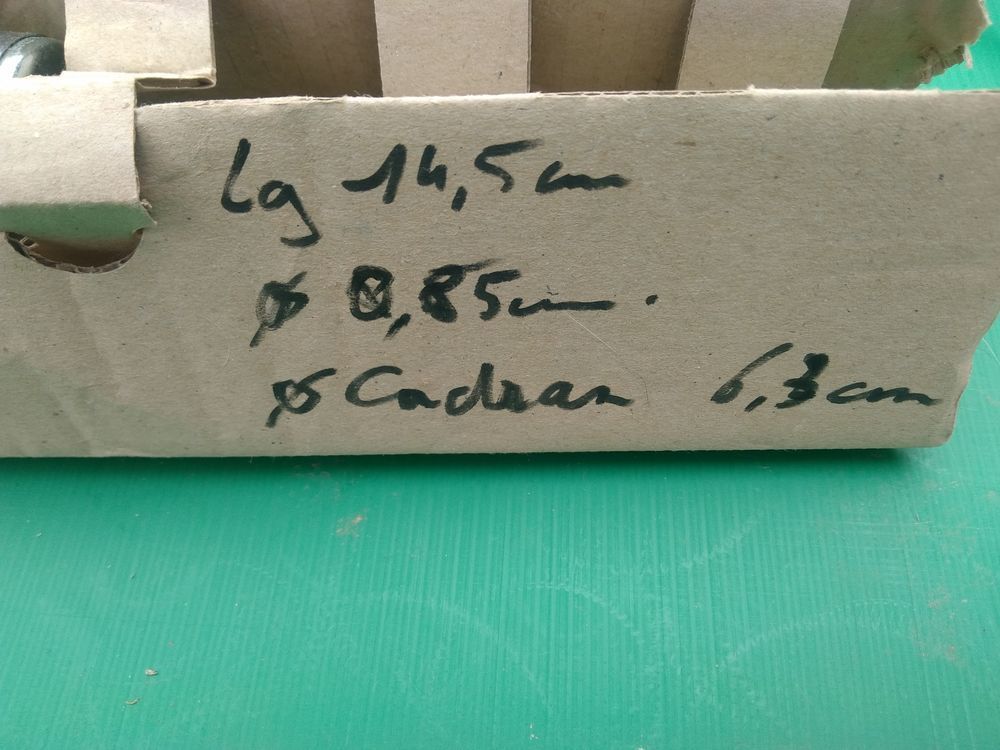 Lg 14,5cm
Ø 0,85cm.
Ø Cadran 6,3cm